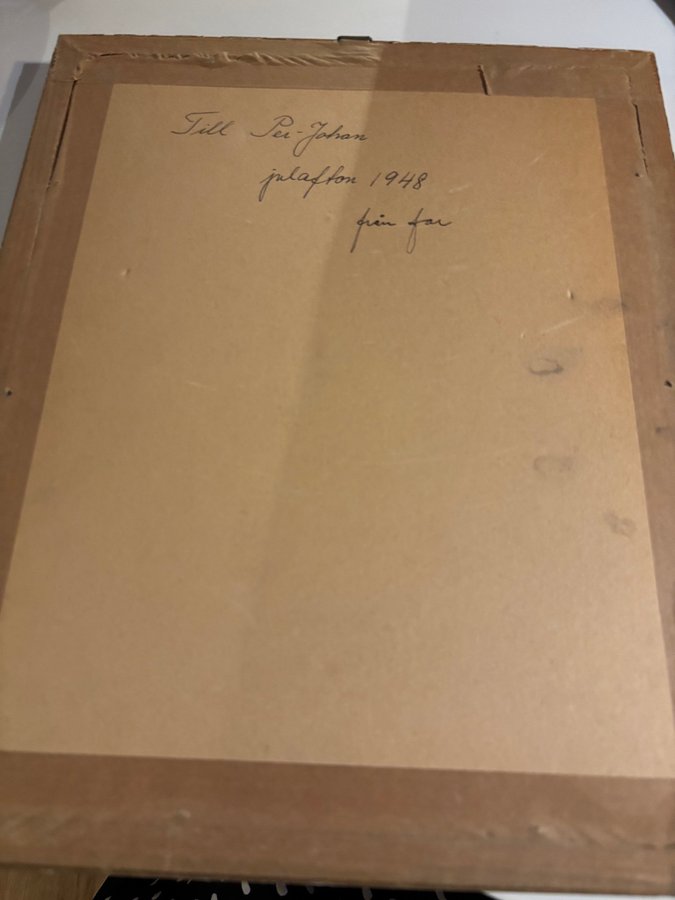 Till Per-Johan
julafton 1948
från far